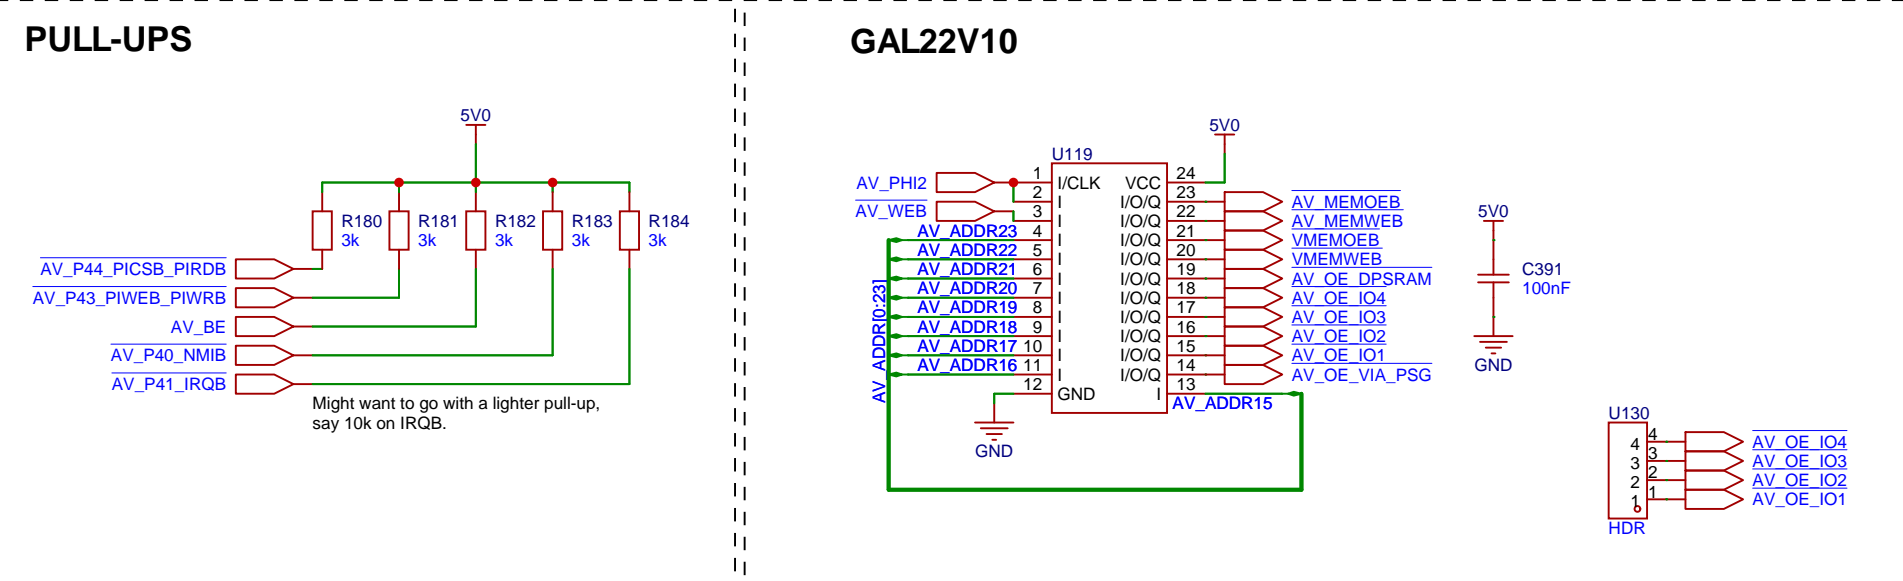 PULL-UPS
5V0
R180
3k
R181
3k
R182
3k
R183
3k
R184
3k
AV_P44_PICSB_PIRDB
AV_P43_PIWEB_PIWRB
AV_BE
AV_P40_NMIB
AV_P41_IRQB
Might want to go with a lighter pull-up,
say 10k on IRQB.
GAL22V10
U119
5V0
AV_PHI2
AV_WEB
AV_ADDR23
AV_ADDR22
AV_ADDR21
AV_ADDR20
AV_ADDR19
AV_ADDR18
AV_ADDR17
AV_ADDR16
AV_ADDR[0:23]
1 I/CLK VCC 24
2 I I/O/Q 23
3 I I/O/Q 22
4 I I/O/Q 21
5 I I/O/Q 20
6 I I/O/Q 19
7 I I/O/Q 18
8 I I/O/Q 17
9 I I/O/Q 16
10 I I/O/Q 15
11 I I/O/Q 14
12 GND I 13
AV_MEMOEB
AV_MEMWEB
VMEMOEB
VMEMWEB
AV_OE_DPSRAM
AV_OE_IO4
AV_OE_IO3
AV_OE_IO2
AV_OE_IO1
AV_OE_VIA_PSG
AV_ADDR15
GND
5V0
C391
100nF
GND
U130
4 4 AV_OE_IO4
3 3 AV_OE_IO3
2 2 AV_OE_IO2
1 1 AV_OE_IO1
HDR